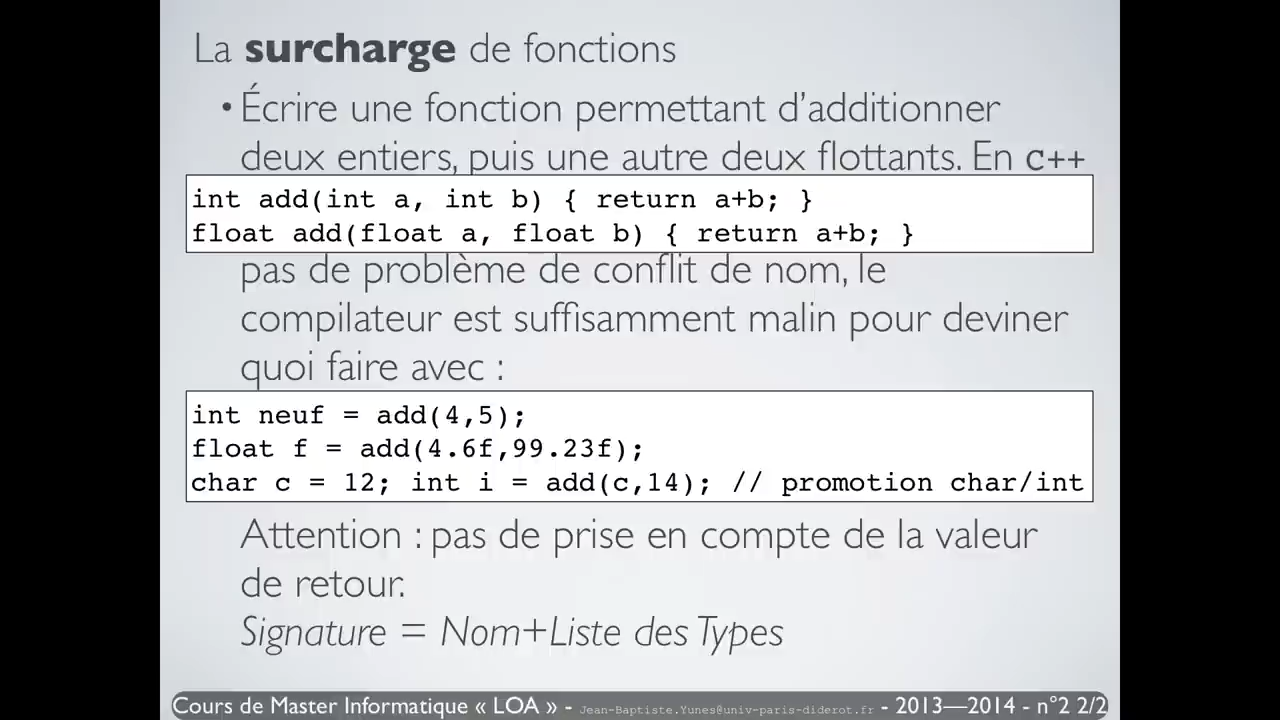 La surcharge de fonctions
• Écrire une fonction permettant d'additionner
deux entiers, puis une autre deux flottants. En c++
int add(int a, int b) { return a+b; }
float add(float a, float b) { return a+b; }
pas de problème de conflit de nom, le
compilateur est suffisamment malin pour deviner
quoi faire avec :
int neuf = add(4,5);
float f = add(4.6f,99.23f);
char c = 12; int i = add(c,14); // promotion char/int
Attention : pas de prise en compte de la valeur
de retour.
Signature = Nom+Liste des Types
Cours de Master Informatique « LOA » - Jean-Baptiste.Yunes@univ-paris-diderot.fr - 2013—2014 - n°2 2/2